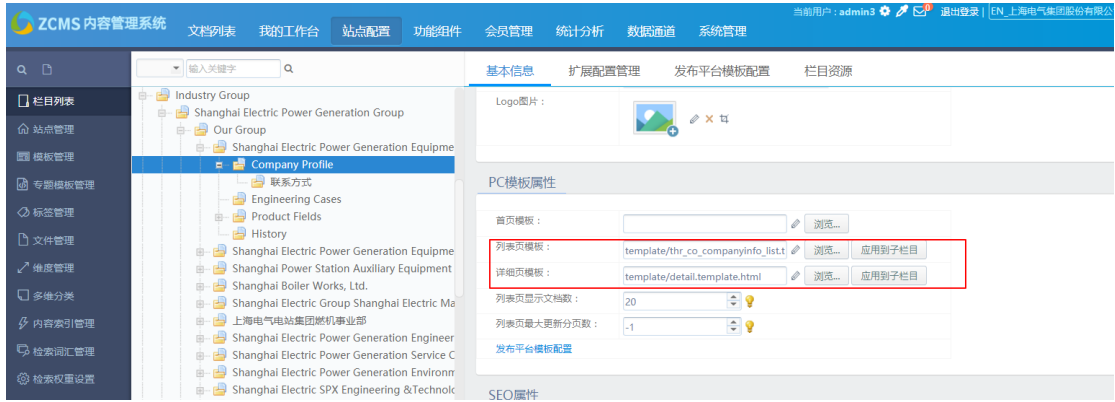 当前用户 : admin3 0 退出登录 | EN_上海电气集团股份有限公
ZCMS 内容管理系统 文档列表 我的工作台 站点配置 功能组件 会员管理 统计分析 数据通道 系统管理
输入关键字
基本信息 扩展配置管理 发布平台模板配置 栏目资源
栏目列表
站点管理
模板管理
专题模板管理
标签管理
文件管理
维度管理
多维分类
内容索引管理
检索词汇管理
检索权重设置
Industry Group
Shanghai Electric Power Generation Group
Our Group
Shanghai Electric Power Generation Equipme
Company Profile
联系方式
Engineering Cases
Product Fields
History
Shanghai Electric Power Generation Equipme
Shanghai Power Station Auxiliary Equipment
Shanghai Boiler Works, Ltd.
Shanghai Electric Group Shanghai Electric Ma
上海电气电站集团燃机事业部
Shanghai Electric Power Generation Engineer
Shanghai Electric Power Generation Service C
Shanghai Electric Power Generation Environm
Shanghai Electric SPX Engineering &Technolo
Logo图片：
PC模板属性
首页模板： 浏览...
列表页模板： template/thr_co_companyinfo_list.t 浏览... 应用到子栏目
详细页模板： template/detail.template.html 浏览... 应用到子栏目
列表页显示文档数： 20
列表页最大更新分页数： -1
发布平台模板配置
SEO属性